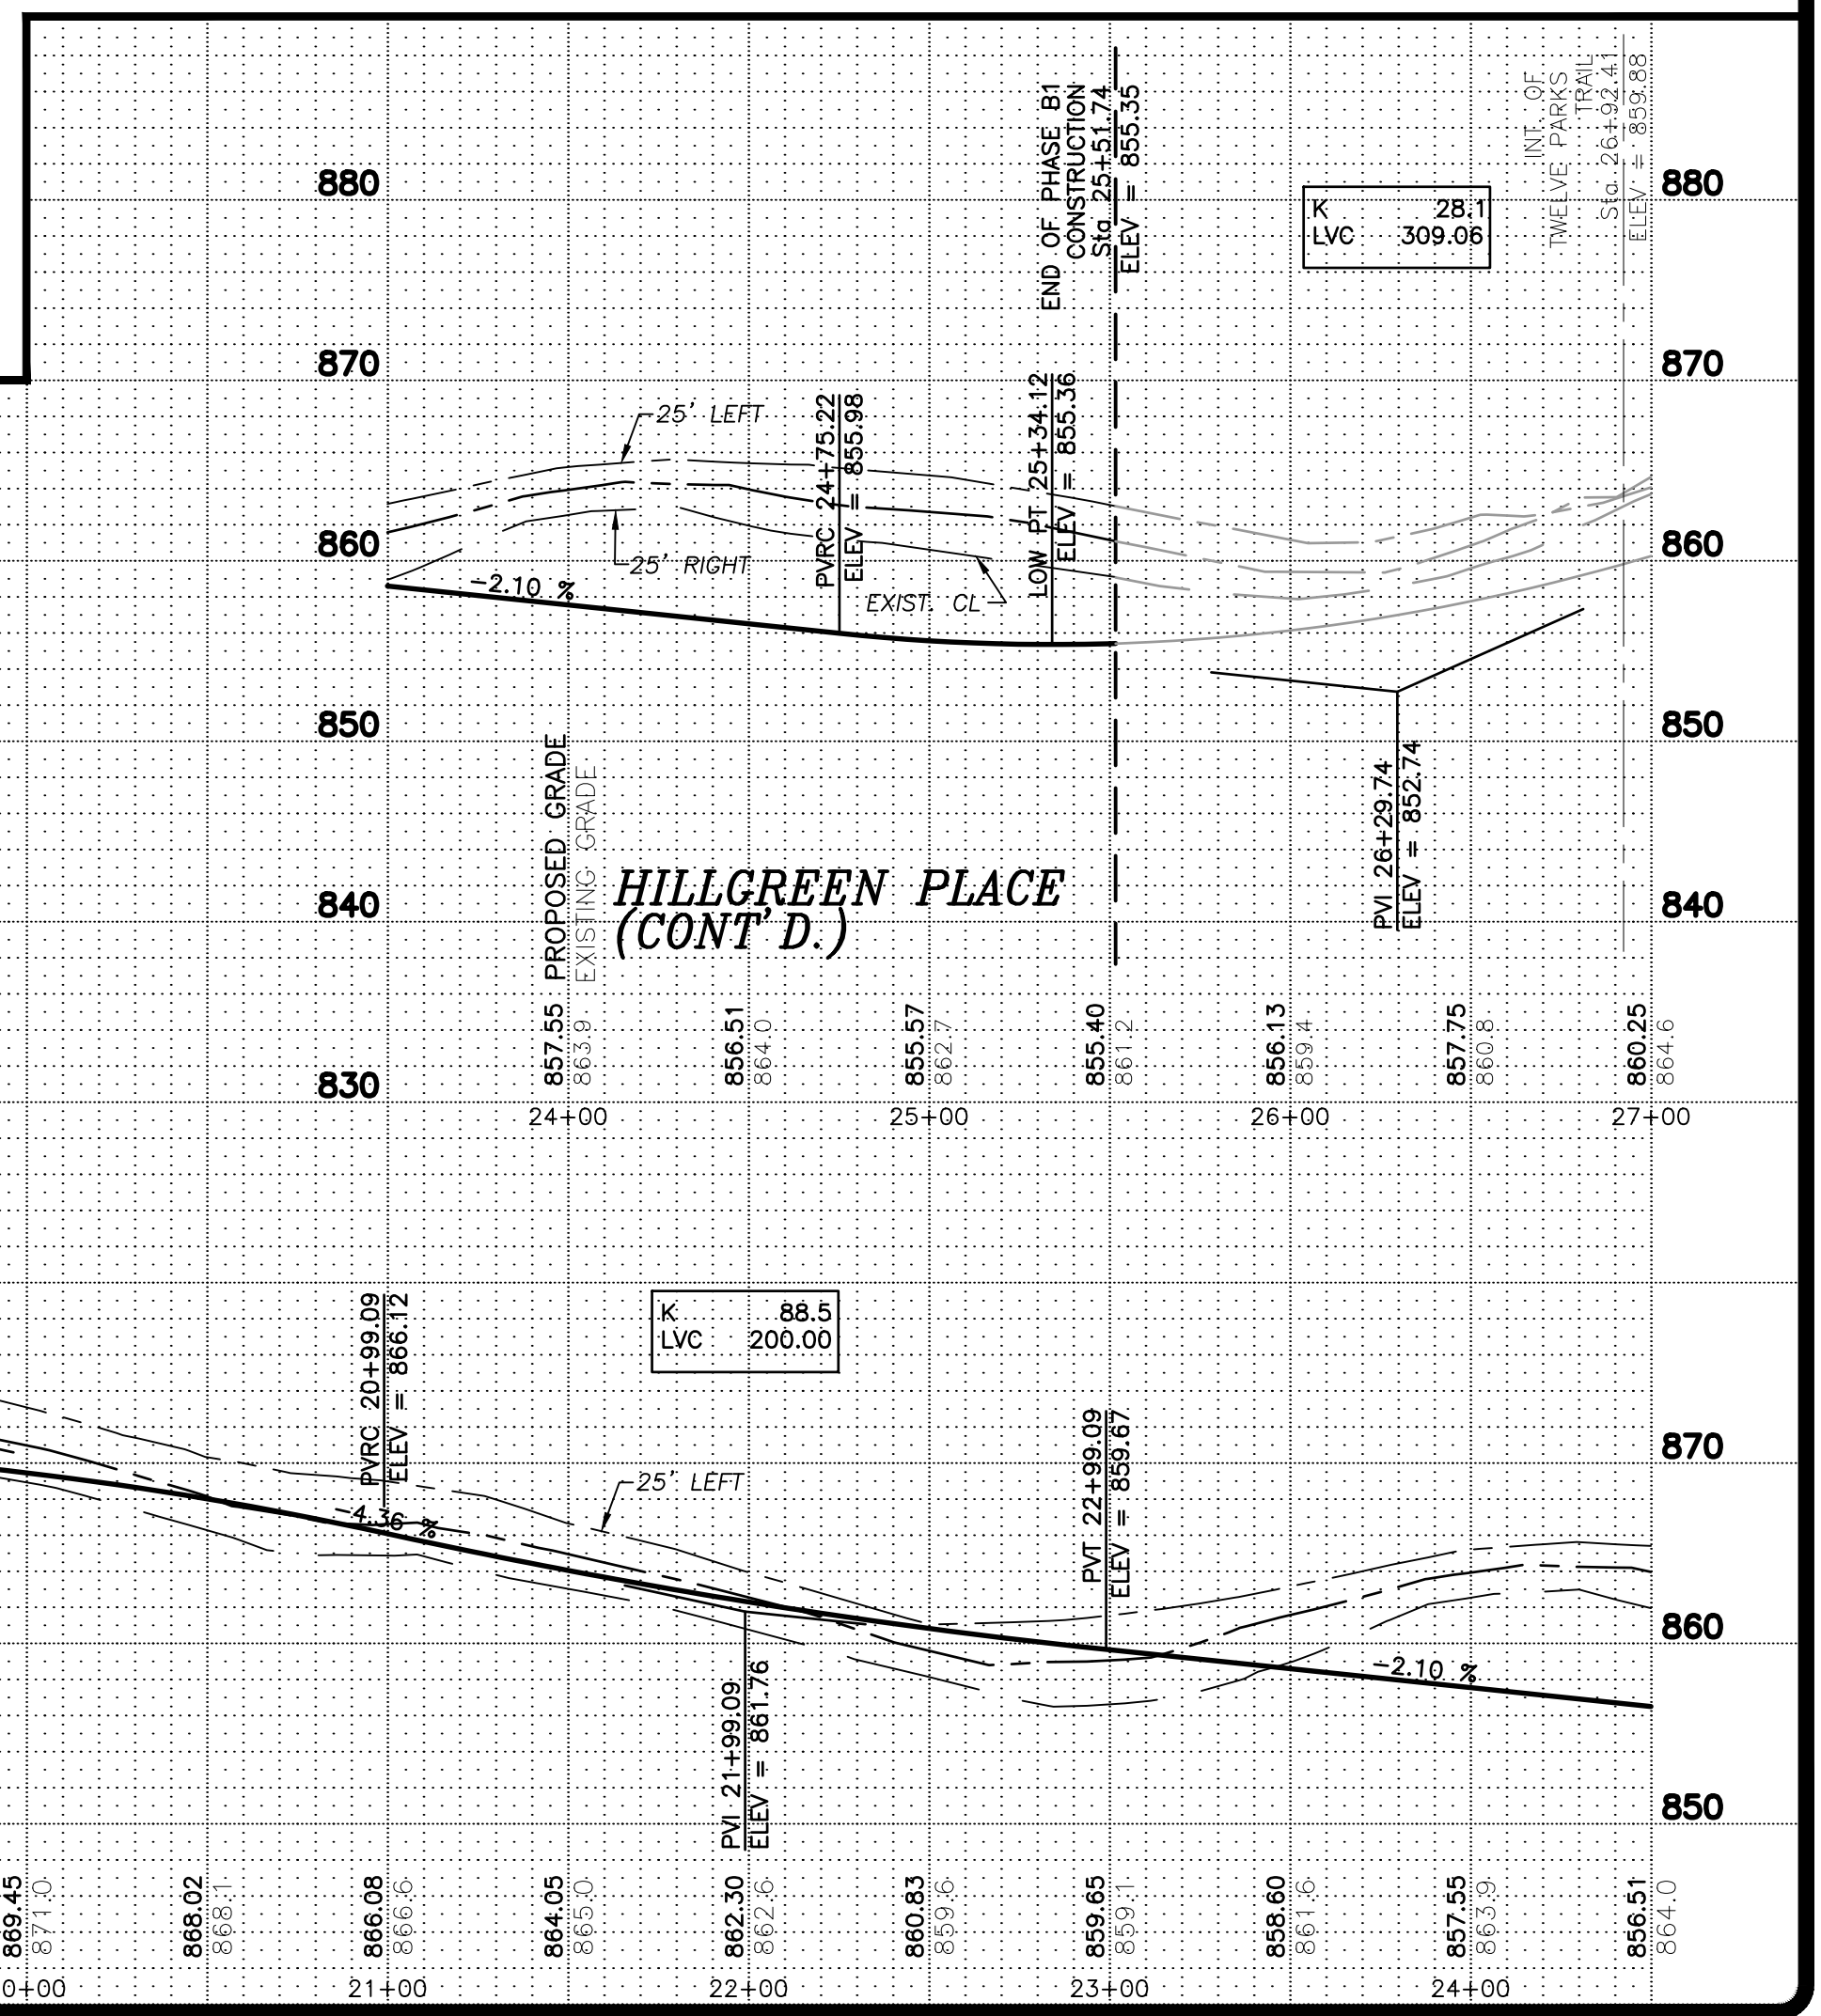 END OF PHASE B1
CONSTRUCTION
Sta 25+51.74
ELEV = 855.35
INT. OF
TWELVE PARKS
TRAIL
Sta 26+92.41
ELEV = 859.88
880
880
K 28.1
LVC 309.06
870
870
25' LEFT
PVRC 24+75.22
ELEV = 855.98
LOW PT 25+34.12
ELEV = 855.36
860
860
25' RIGHT
-2.10 %
EXIST. CL
850
850
PROPOSED GRADE
EXISTING GRADE
PVI 26+29.74
ELEV = 852.74
HILLGREEN PLACE
(CONT'D.)
840
840
857.55
863.9
856.51
864.0
855.57
862.7
855.40
861.2
856.13
859.4
857.75
860.8
860.25
864.6
830
24+00
25+00
26+00
27+00
PVRC 20+99.09
ELEV = 866.12
K 88.5
LVC 200.00
PVT 22+99.09
ELEV = 859.67
870
25' LEFT
-4.36 %
860
-2.10 %
PVI 21+99.09
ELEV = 861.76
850
869.45
871.0
868.02
868.1
866.08
866.6
864.05
865.0
862.30
862.6
860.83
859.6
859.65
859.1
858.60
861.6
857.55
863.9
856.51
864.0
0+00
21+00
22+00
23+00
24+00